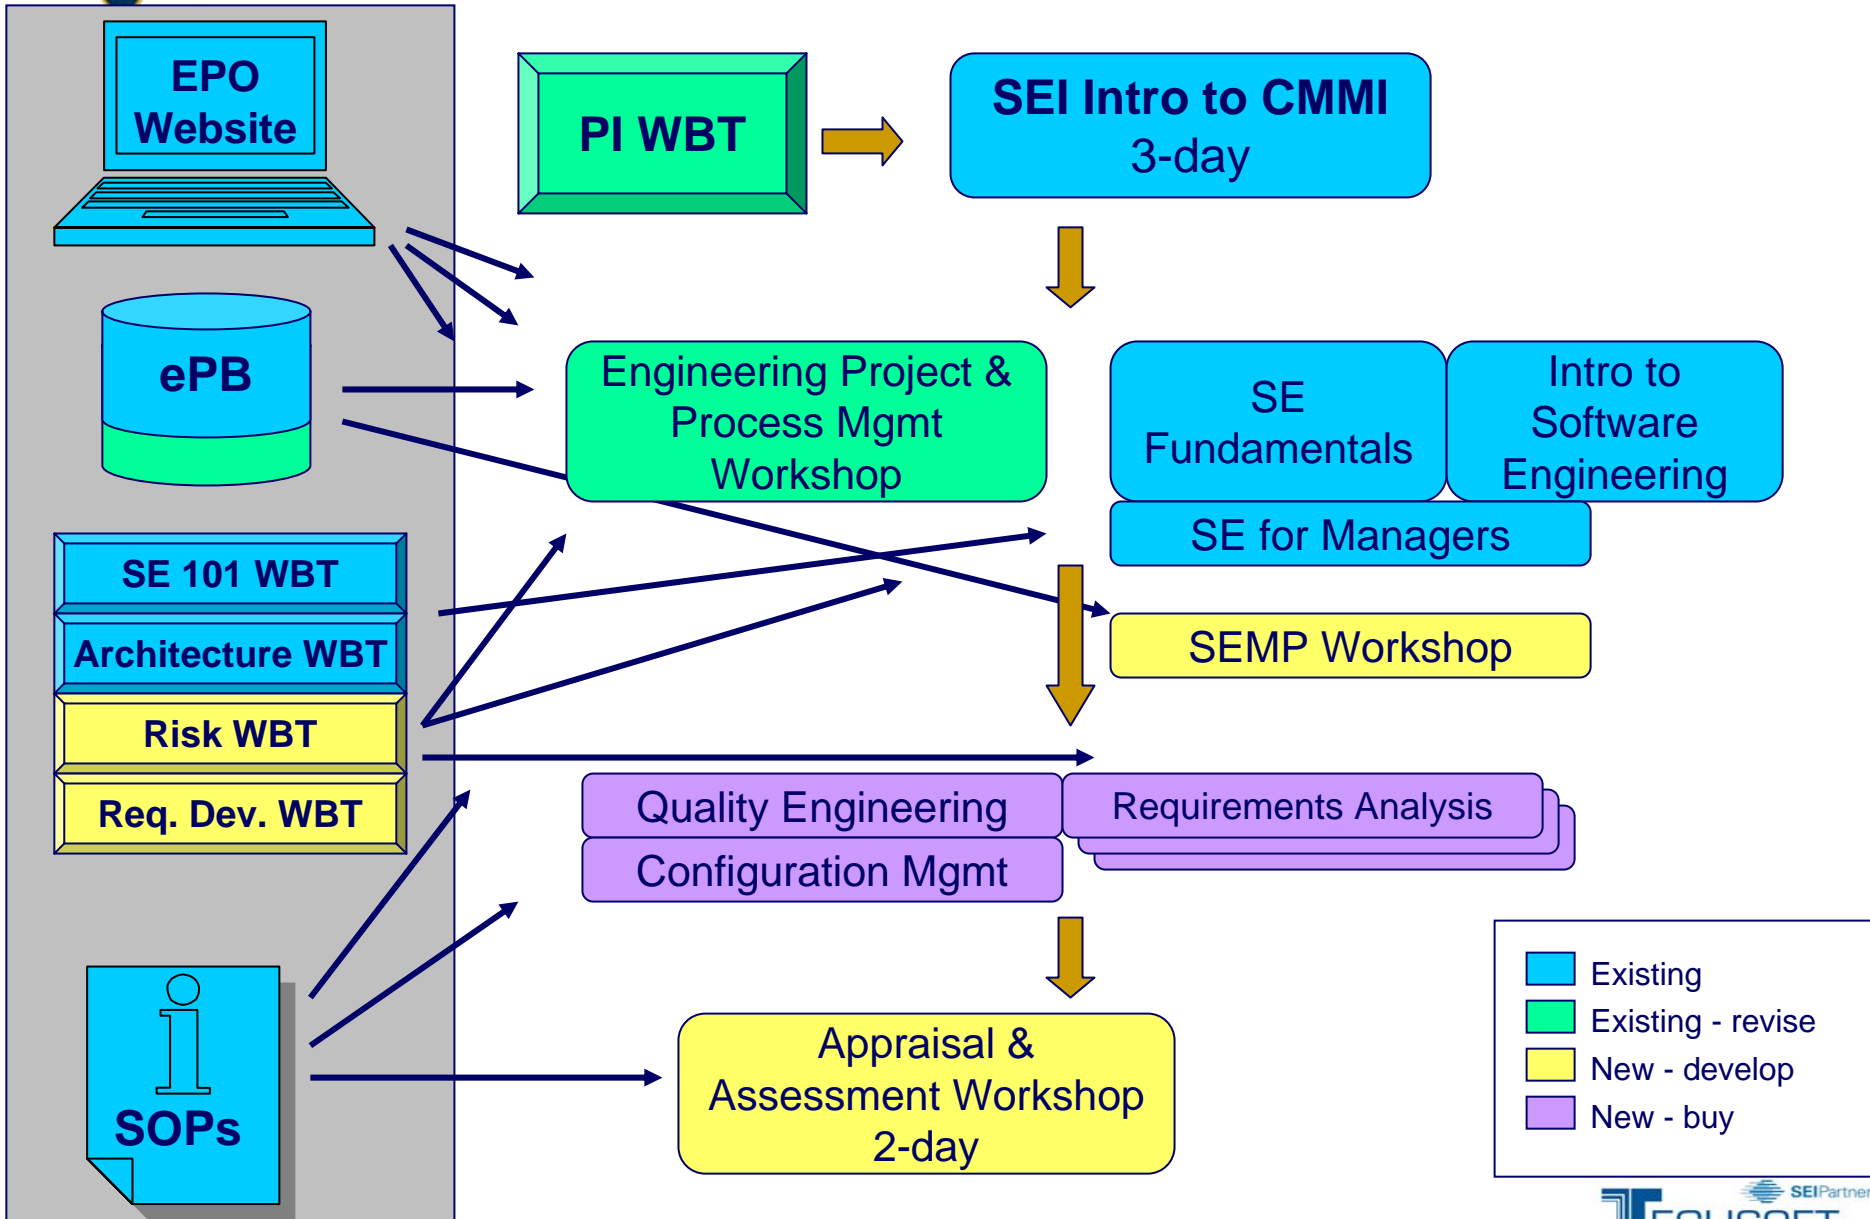 EPO
Website
ePB
SE 101 WBT
Architecture WBT
Risk WBT
Req. Dev. WBT
SOPs
PI WBT
SEI Intro to CMMI
3-day
Engineering Project &
Process Mgmt
Workshop
SE
Fundamentals
Intro to
Software
Engineering
SE for Managers
SEMP Workshop
Quality Engineering
Requirements Analysis
Configuration Mgmt
Appraisal &
Assessment Workshop
2-day
Existing
Existing - revise
New - develop
New - buy
SEI Partner